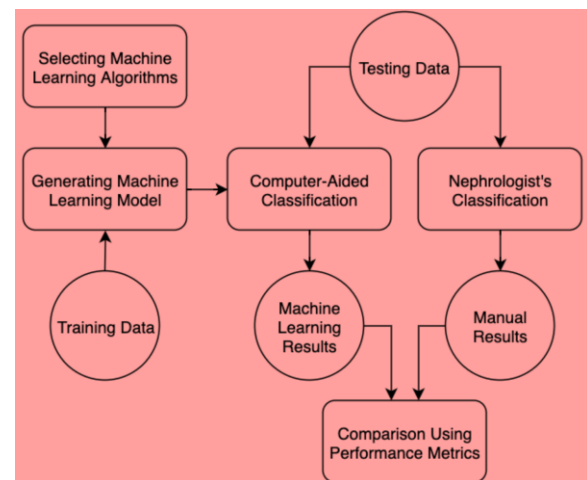 Selecting Machine
Learning Algorithms
Testing Data
Generating Machine
Learning Model
Computer-Aided
Classification
Nephrologist's
Classification
Training Data
Machine
Learning
Results
Manual
Results
Comparison Using
Performance Metrics